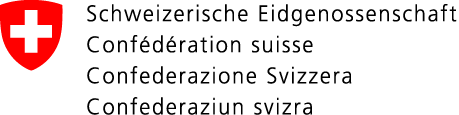 Schweizerische Eidgenossenschaft
Confédération suisse
Confederazione Svizzera
Confederaziun svizra